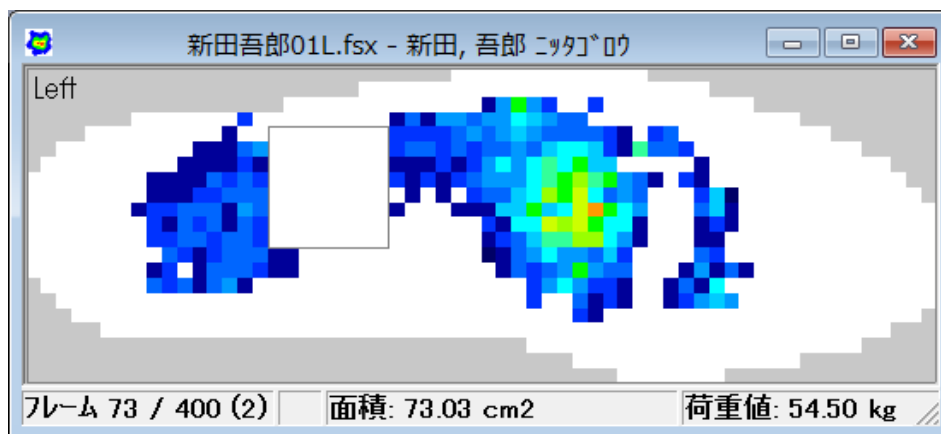 新田吾郎01L.fsx - 新田, 吾郎 ﾆｯﾀｺﾞﾛｳ
Left
フレーム 73 / 400 (2) 面積: 73.03 cm2 荷重値: 54.50 kg